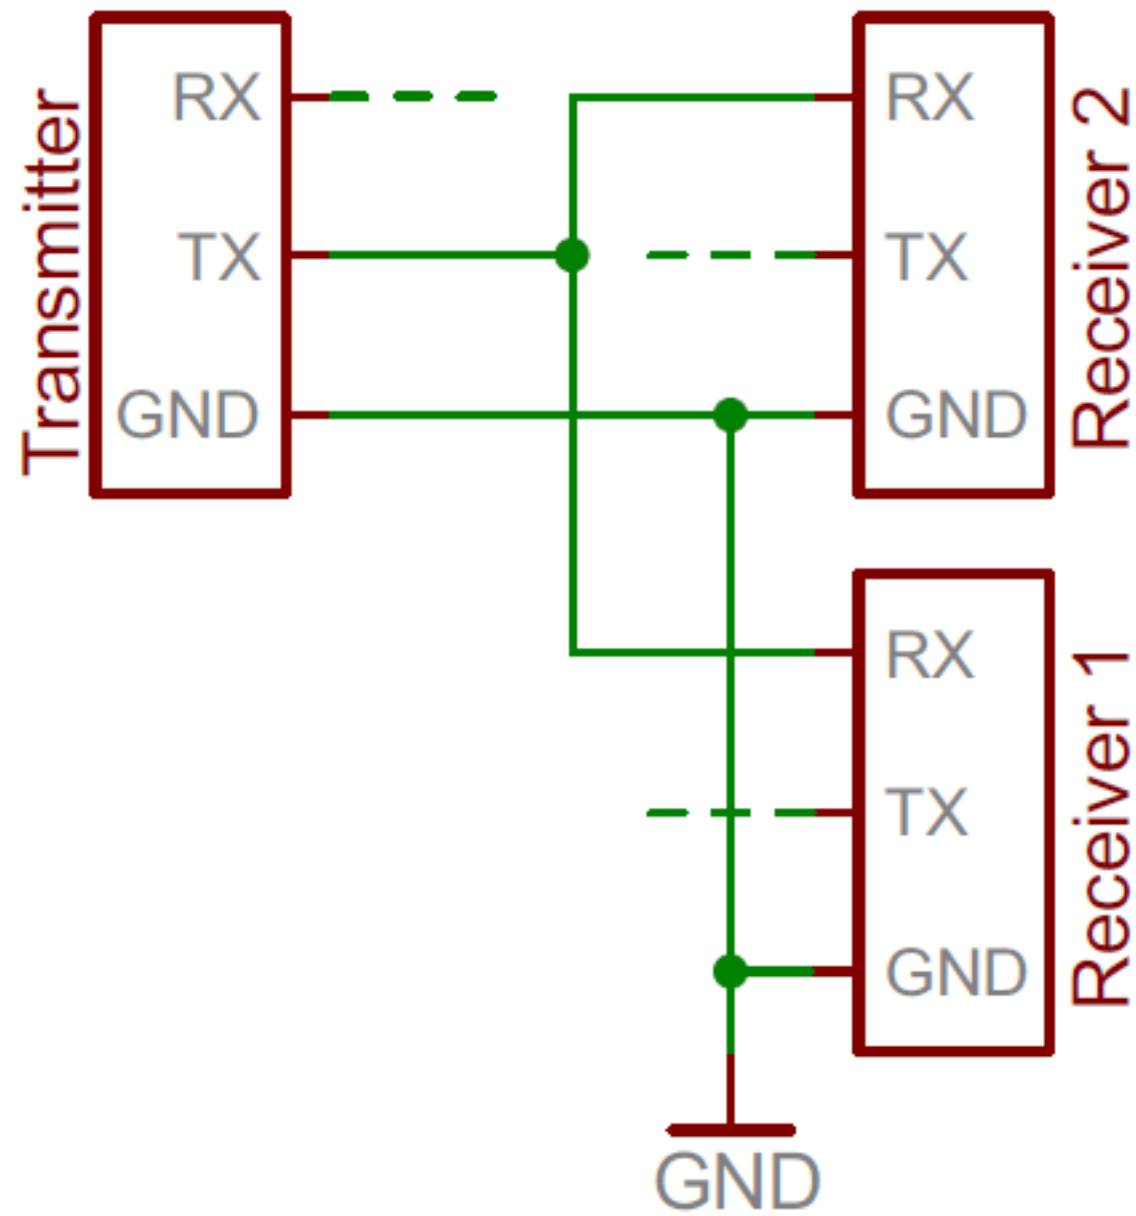 Transmitter
RX
TX
GND
Receiver 2
RX
TX
GND
Receiver 1
RX
TX
GND
GND